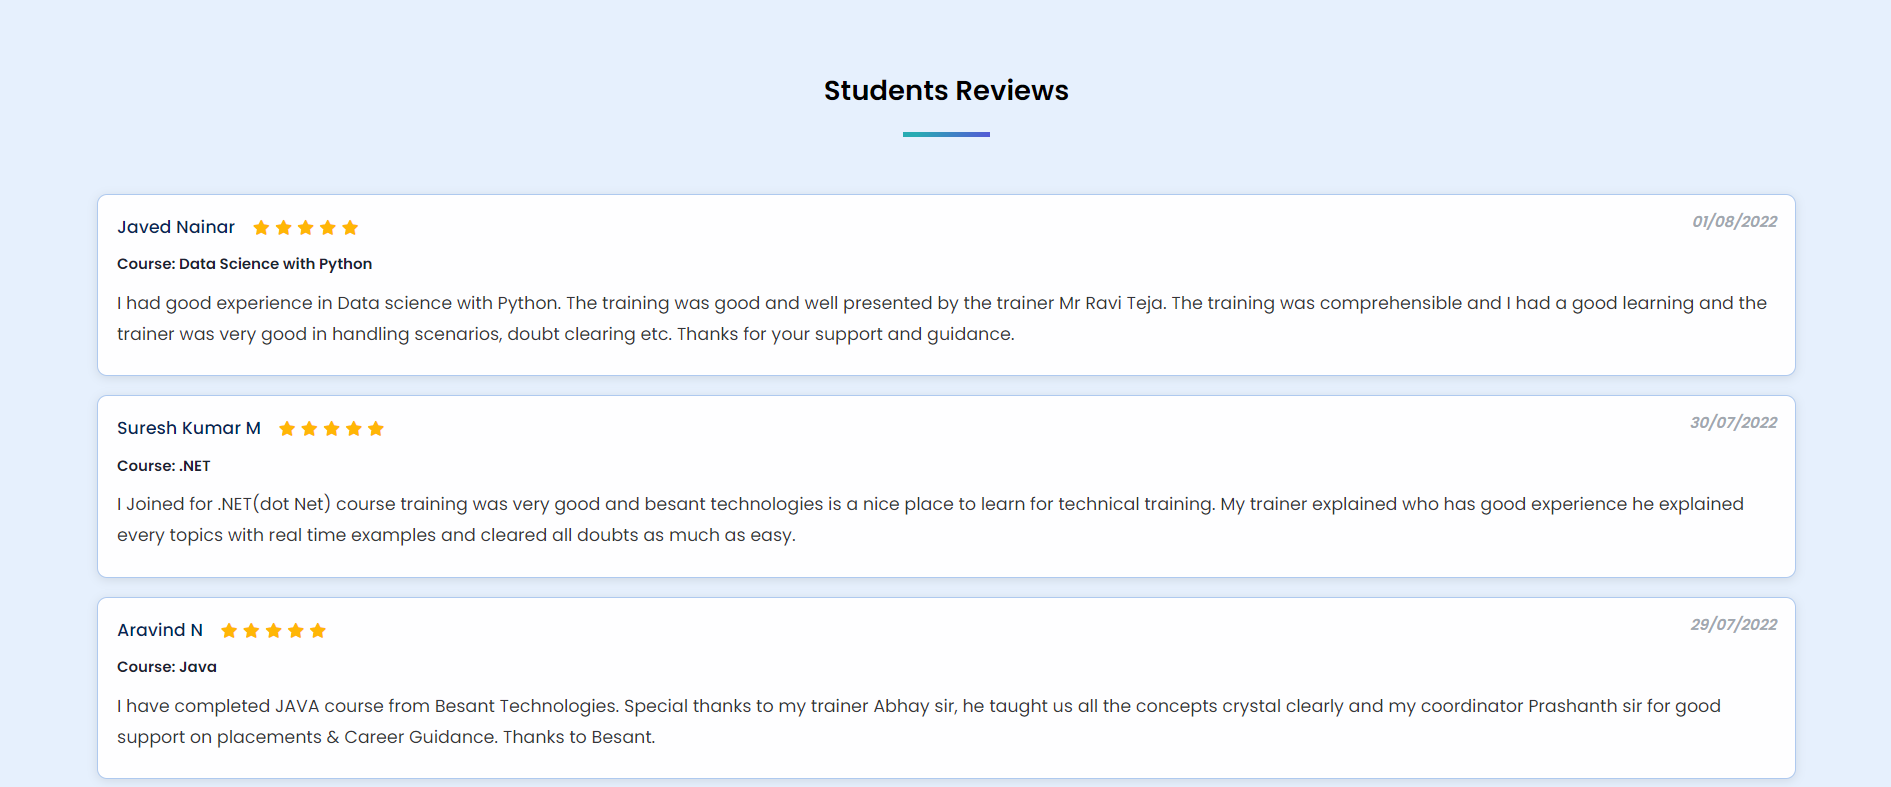 Students Reviews
Javed Nainar
01/08/2022
Course: Data Science with Python
I had good experience in Data science with Python. The training was good and well presented by the trainer Mr Ravi Teja. The training was comprehensible and I had a good learning and the
trainer was very good in handling scenarios, doubt clearing etc. Thanks for your support and guidance.
Suresh Kumar M
30/07/2022
Course: .NET
I Joined for .NET(dot Net) course training was very good and besant technologies is a nice place to learn for technical training. My trainer explained who has good experience he explained
every topics with real time examples and cleared all doubts as much as easy.
Aravind N
29/07/2022
Course: Java
I have completed JAVA course from Besant Technologies. Special thanks to my trainer Abhay sir, he taught us all the concepts crystal clearly and my coordinator Prashanth sir for good
support on placements & Career Guidance. Thanks to Besant.